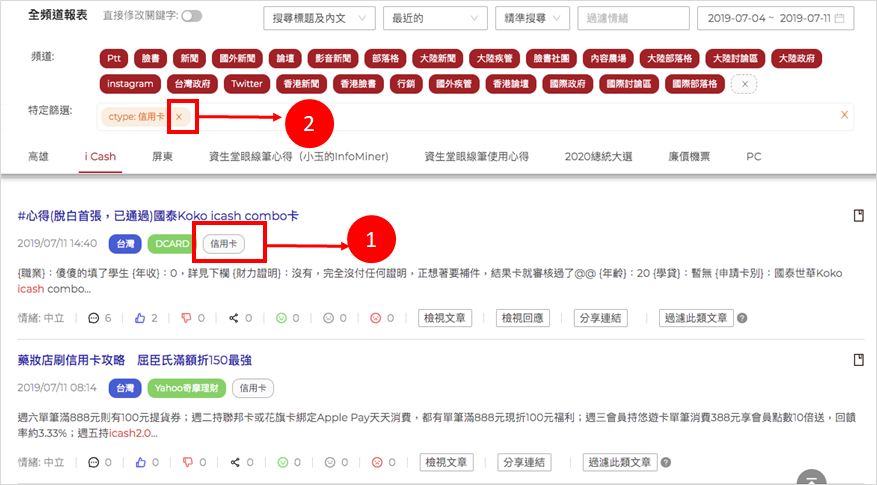 全頻道報表 直接修改關鍵字: 搜尋標題及內文 最近的 精準搜尋 過濾情緒 2019-07-04 ~ 2019-07-11
頻道: Ptt 臉書 新聞 國外新聞 論壇 影音新聞 部落格 大陸新聞 大陸疾管 臉書社團 內容農場 大陸部落格 大陸討論區 大陸政府
instagram 台灣政府 Twitter 香港新聞 香港臉書 行銷 國外疾管 香港論壇 國際政府 國際討論區 國際部落格 X
特定篩選: ctype: 信用卡 X 2 X
高雄 i Cash 屏東 資生堂眼線筆心得(小玉的InfoMiner) 資生堂眼線筆使用心得 2020總統大選 廉價機票 PC
#心得(脫白首張,已通過)國泰Koko icash combo卡
2019/07/11 14:40 台灣 DCARD 信用卡 1
{職業}:傻傻的填了學生 {年收}:0,詳見下欄 {財力證明}:沒有,完全沒付任何證明,正想著要補件,結果卡就審核過了@@ {年齡}:20 {學貸}:暫無 {申請卡別}:國泰世華Koko
icash combo...
情緒: 中立 6 2 0 0 0 0 0 檢視文章 檢視回應 分享連結 過濾此類文章 ?
藥妝店刷信用卡攻略 屈臣氏滿額折150最強
2019/07/11 08:14 台灣 Yahoo奇摩理財 信用卡
週六單筆滿888元則有100元提貨券;週二持聯邦卡或花旗卡綁定Apple Pay天天消費,都有單筆滿888元現折100元福利;週三會員持悠遊卡單筆消費388元享會員點數10倍送,回饋
率約3.33%;週五持icash2.0...
情緒: 中立 0 0 0 0 0 0 0 檢視文章 分享連結 過濾此類文章 ?